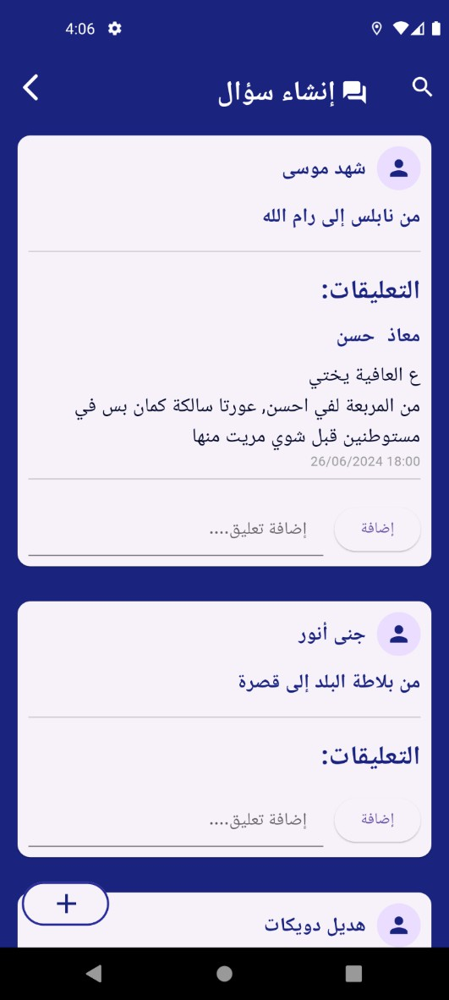 4:06
إنشاء سؤال
شهد موسى
من نابلس إلى رام الله
التعليقات:
معاذ حسن
ع العافية يختي
من المربعة لفي احسن, عورتا سالكة كمان بس في
مستوطنين قبل شوي مريت منها
26/06/2024 18:00
إضافة
إضافة تعليق....
جنى أنور
من بلاطة البلد إلى قصرة
التعليقات:
إضافة
إضافة تعليق....
هديل دويكات